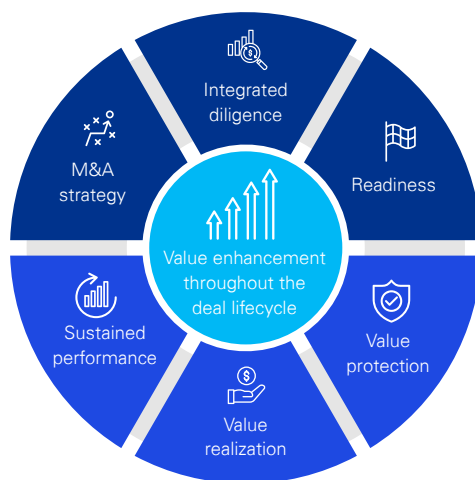 Integrated
diligence
M&A
strategy
Readiness
Value enhancement
throughout the
deal lifecycle
Sustained
performance
Value
protection
Value
realization